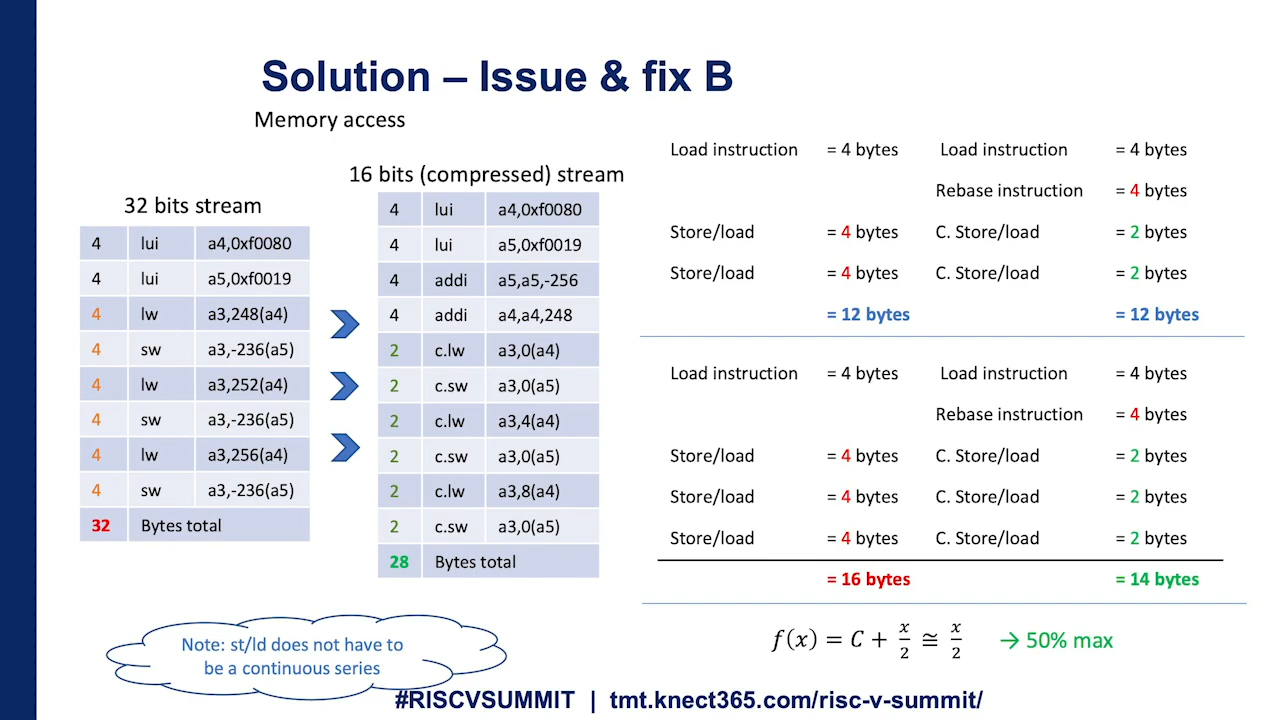 Solution – Issue & fix B
Memory access
32 bits stream
4 lui a4,0xf0080
4 lui a5,0xf0019
4 lw a3,248(a4)
4 sw a3,-236(a5)
4 lw a3,252(a4)
4 sw a3,-236(a5)
4 lw a3,256(a4)
4 sw a3,-236(a5)
32 Bytes total
16 bits (compressed) stream
4 lui a4,0xf0080
4 lui a5,0xf0019
4 addi a5,a5,-256
4 addi a4,a4,248
2 c.lw a3,0(a4)
2 c.sw a3,0(a5)
2 c.lw a3,4(a4)
2 c.sw a3,0(a5)
2 c.lw a3,8(a4)
2 c.sw a3,0(a5)
28 Bytes total
Load instruction = 4 bytes Load instruction = 4 bytes
Rebase instruction = 4 bytes
Store/load = 4 bytes C. Store/load = 2 bytes
Store/load = 4 bytes C. Store/load = 2 bytes
= 12 bytes = 12 bytes
Load instruction = 4 bytes Load instruction = 4 bytes
Rebase instruction = 4 bytes
Store/load = 4 bytes C. Store/load = 2 bytes
Store/load = 4 bytes C. Store/load = 2 bytes
Store/load = 4 bytes C. Store/load = 2 bytes
= 16 bytes = 14 bytes
f(x) = C + x/2 ≅ x/2 → 50% max
Note: st/ld does not have to
be a continuous series
#RISCVSUMMIT | tmt.knect365.com/risc-v-summit/